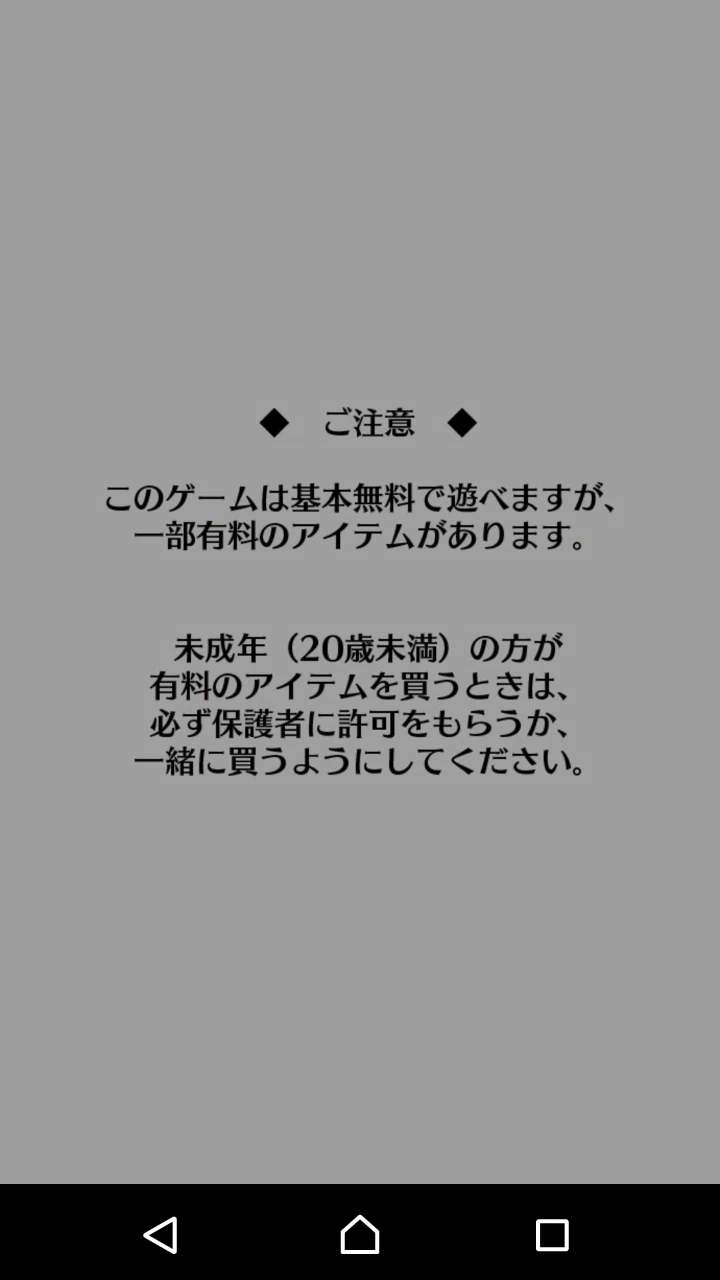 ◆　ご注意　◆
このゲームは基本無料で遊べますが、
一部有料のアイテムがあります。
未成年（20歳未満）の方が
有料のアイテムを買うときは、
必ず保護者に許可をもらうか、
一緒に買うようにしてください。